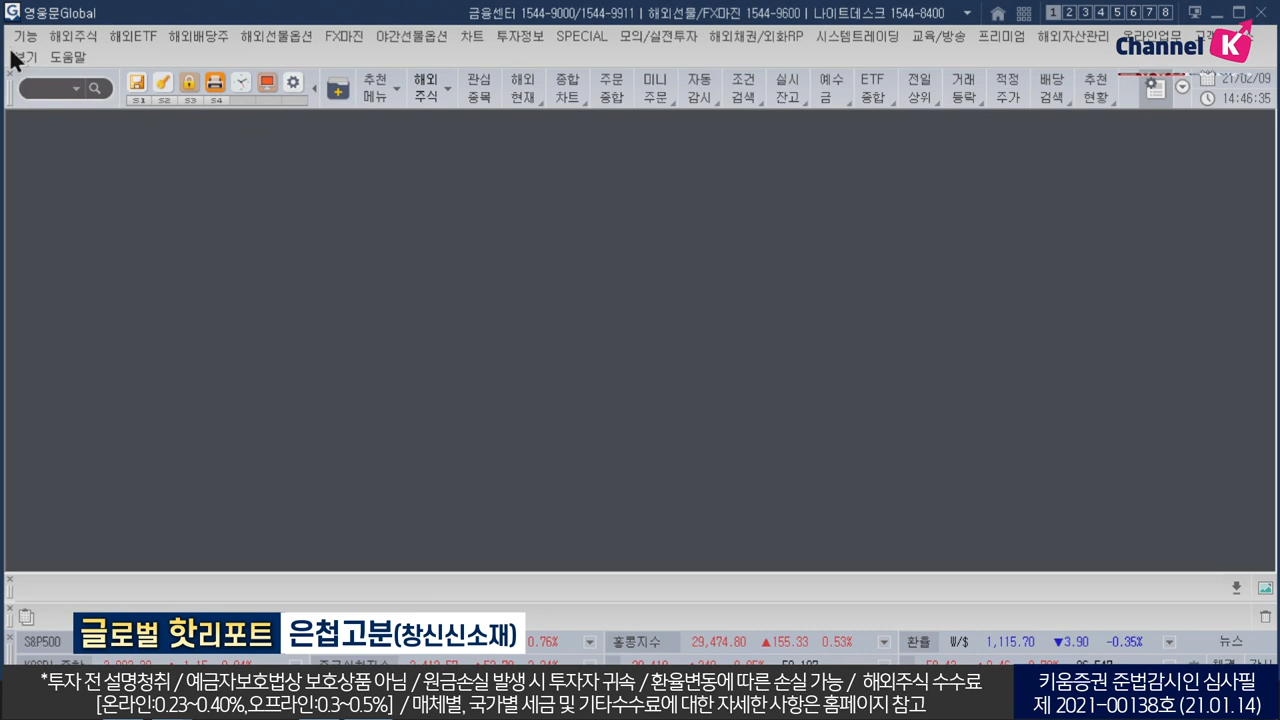 영웅문Global 금융센터 1544-9000/1544-9911 | 해외선물/FX마진 1544-9600 | 나이트데스크 1544-8400 1 2 3 4 5 6 7 8
기능 해외주식 해외ETF 해외배당주 해외선물옵션 FX마진 야간선물옵션 차트 투자정보 SPECIAL 모의/실전투자 해외채권/외화RP 시스템트레이딩 교육/방송 프리미엄 해외자산관리 온라인업무
Channel K
도움말
추천 해외 관심 해외 종합 주문 미니 자동 조건 실시 예수 ETF 전일 거래 적정 배당 추천 21/02/09
메뉴 주식 종목 현재 차트 종합 주문 감시 검색 잔고 금 종합 상위 등락 주가 검색 현황 14:46:35
S1 S2 S3 S4
글로벌 핫리포트 은첩고분(창신신소재)
S&P500 0.76% 홍콩지수 29,474.80 ▲155.33 0.53% 환율 W/$ 1,115.70 ▼3.90 -0.35% 뉴스
*투자 전 설명청취 / 예금자보호법상 보호상품 아님 / 원금손실 발생 시 투자자 귀속 / 환율변동에 따른 손실 가능 / 해외주식 수수료
[온라인:0.23~0.40%,오프라인:0.3~0.5%] / 매체별, 국가별 세금 및 기타수수료에 대한 자세한 사항은 홈페이지 참고
키움증권 준법감시인 심사필
제 2021-00138호 (21.01.14)